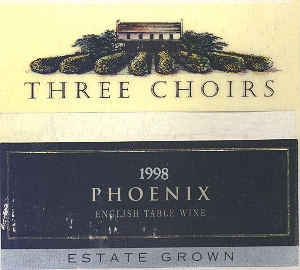 THREE CHOIRS
1998
PHOENIX
ENGLISH TABLE WINE
ESTATE GROWN